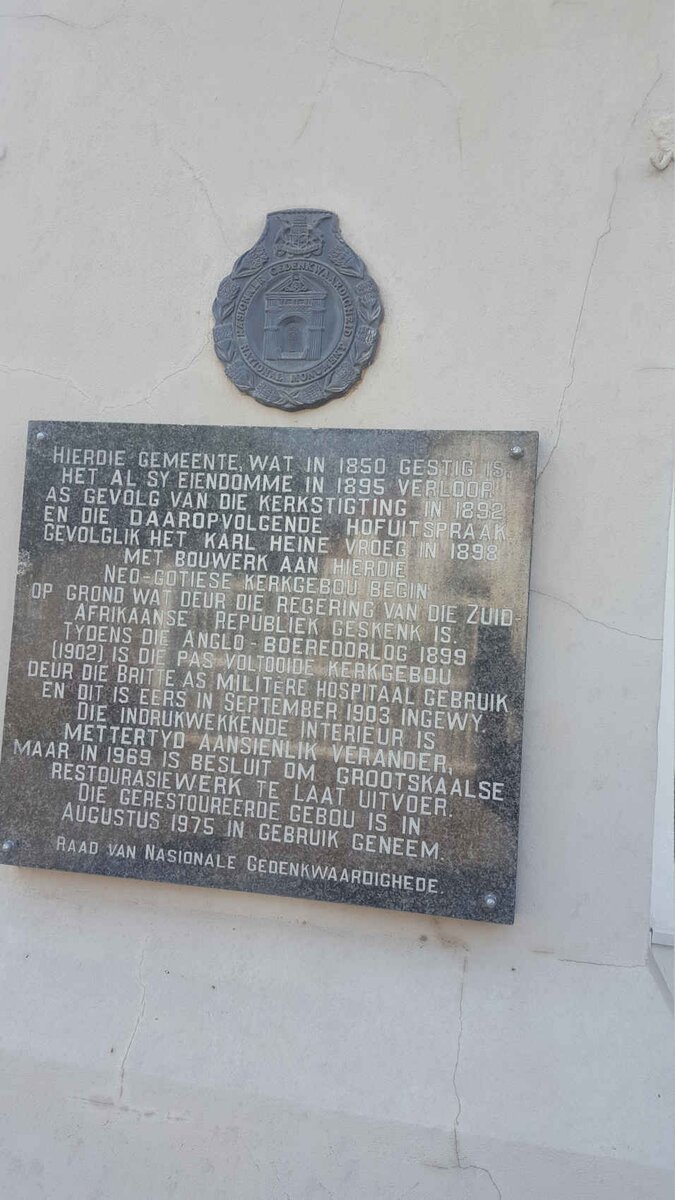 NASIONALE GEDENKWAARDIGHEID
NATIONAL MONUMENT
HIERDIE GEMEENTE, WAT IN 1850 GESTIG IS,
HET AL SY EIENDOMME IN 1895 VERLOOR
AS GEVOLG VAN DIE KERKSTIGTING IN 1892
EN DIE DAAROPVOLGENDE HOFUITSPRAAK.
GEVOLGLIK HET KARL HEINE VROEG IN 1898
MET BOUWERK AAN HIERDIE
NEO-GOTIESE KERKGEBOU BEGIN
OP GROND WAT DEUR DIE REGERING VAN DIE ZUID-
AFRIKAANSE REPUBLIEK GESKENK IS.
TYDENS DIE ANGLO-BOEREOORLOG 1899
(1902) IS DIE PAS VOLTOOIDE KERKGEBOU
DEUR DIE BRITTE AS MILITÊRE HOSPITAAL GEBRUIK
EN DIT IS EERS IN SEPTEMBER 1903 INGEWY.
DIE INDRUKWEKKENDE INTERIEUR IS
METTERTYD AANSIENLIK VERANDER,
MAAR IN 1969 IS BESLUIT OM GROOTSKAALSE
RESTOURASIEWERK TE LAAT UITVOER.
DIE GERESTOUREERDE GEBOU IS IN
AUGUSTUS 1975 IN GEBRUIK GENEEM.
RAAD VAN NASIONALE GEDENKWAARDIGHEDE.